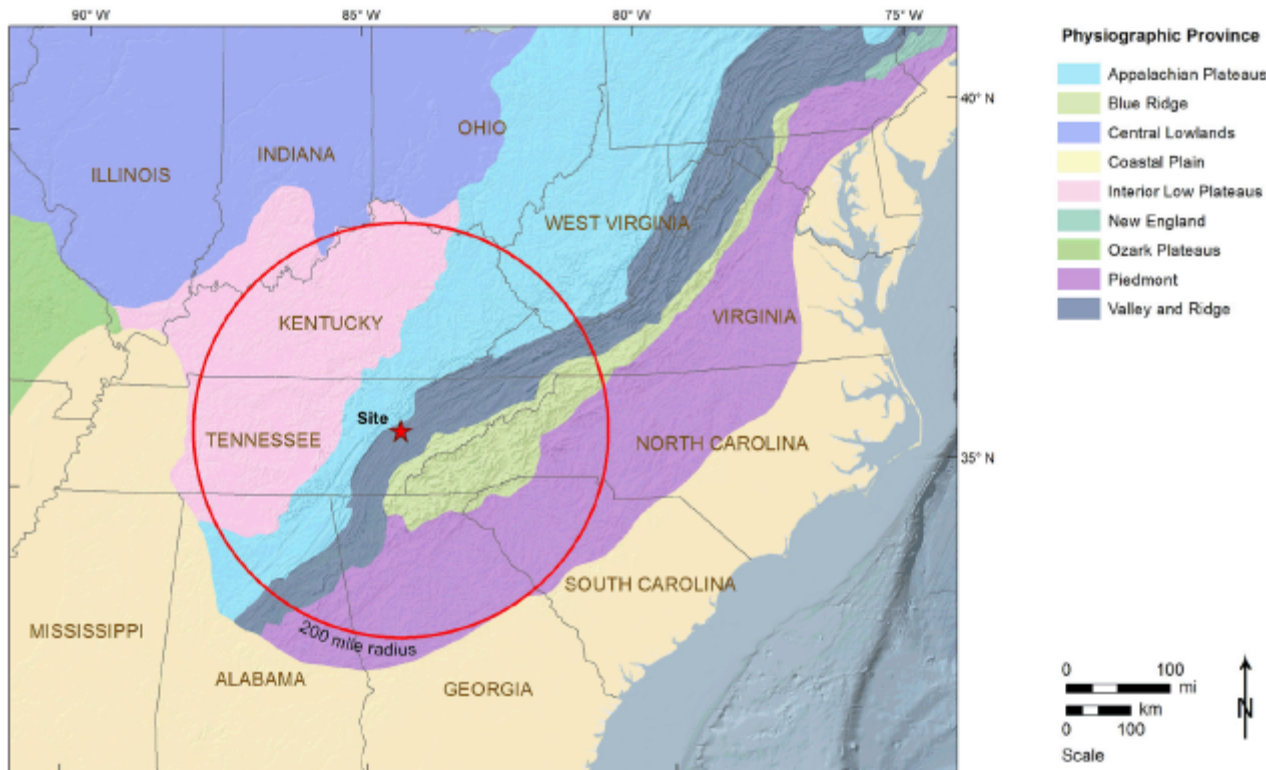 90° W
85° W
80° W
75° W
40° N
35° N
ILLINOIS
INDIANA
OHIO
WEST VIRGINIA
KENTUCKY
VIRGINIA
Site
TENNESSEE
NORTH CAROLINA
SOUTH CAROLINA
MISSISSIPPI
200 mile radius
ALABAMA
GEORGIA
Physiographic Province
Appalachian Plateaus
Blue Ridge
Central Lowlands
Coastal Plain
Interior Low Plateaus
New England
Ozark Plateaus
Piedmont
Valley and Ridge
0 100
mi
km
0 100
Scale
N